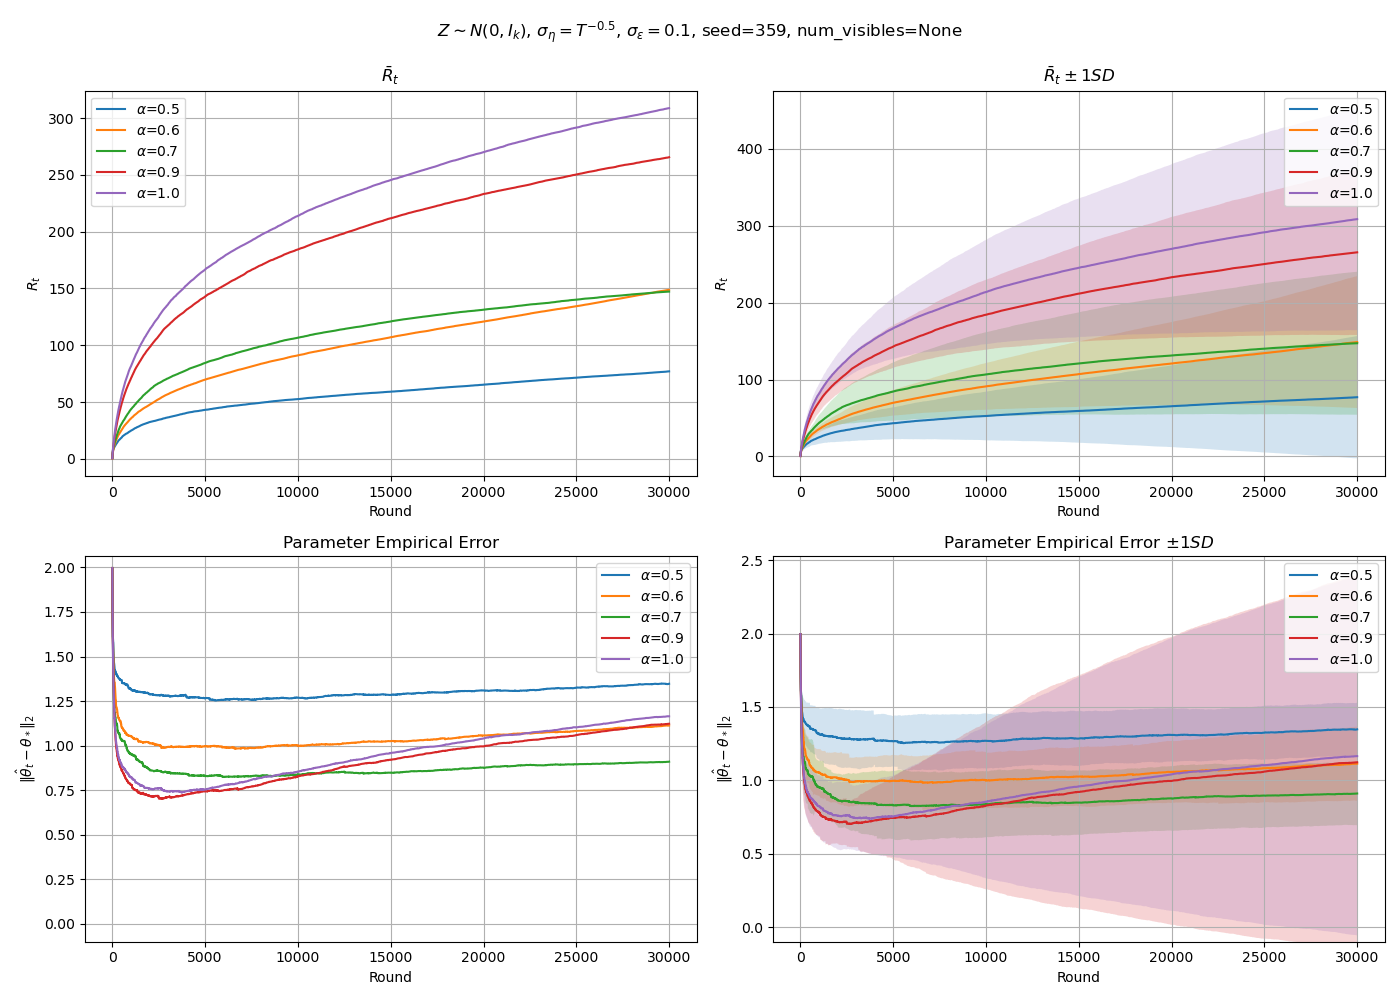 Z ∼ N(0, I_k), σ_η = T^{−0.5}, σ_ε = 0.1, seed=359, num_visibles=None
R̄_t
R_t
300
250
200
150
100
50
0
α=0.5
α=0.6
α=0.7
α=0.9
α=1.0
0 5000 10000 15000 20000 25000 30000
Round
R̄_t ± 1SD
R_t
400
300
200
100
0
α=0.5
α=0.6
α=0.7
α=0.9
α=1.0
0 5000 10000 15000 20000 25000 30000
Round
Parameter Empirical Error
‖θ̂_t − θ_*‖_2
2.00
1.75
1.50
1.25
1.00
0.75
0.50
0.25
0.00
α=0.5
α=0.6
α=0.7
α=0.9
α=1.0
0 5000 10000 15000 20000 25000 30000
Round
Parameter Empirical Error ±1SD
‖θ̂_t − θ_*‖_2
2.5
2.0
1.5
1.0
0.5
0.0
α=0.5
α=0.6
α=0.7
α=0.9
α=1.0
0 5000 10000 15000 20000 25000 30000
Round